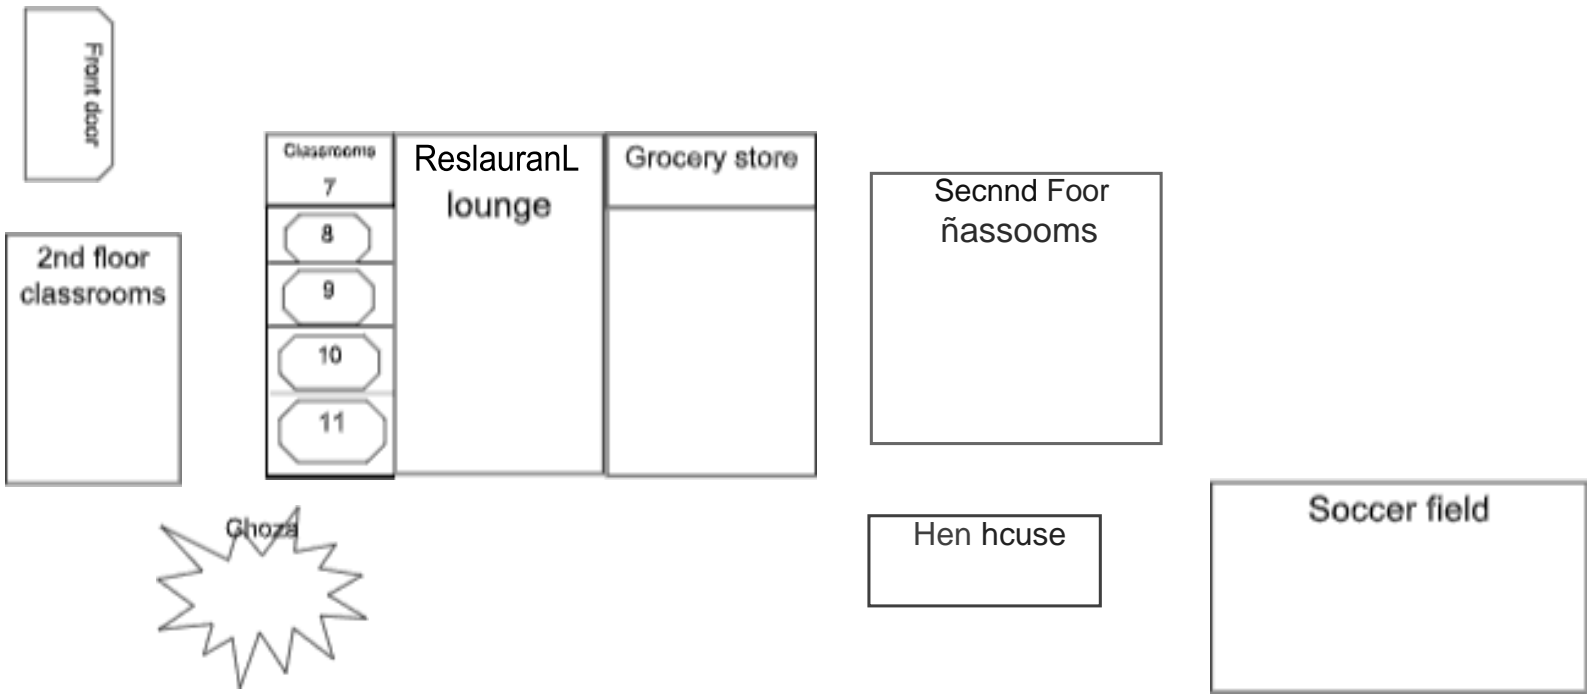 Front door
Classrooms
7
8
9
10
11
ReslauranL
lounge
Grocery store
Secnnd Foor
ñassooms
2nd floor
classrooms
Ghoza
Hen hcuse
Soccer field